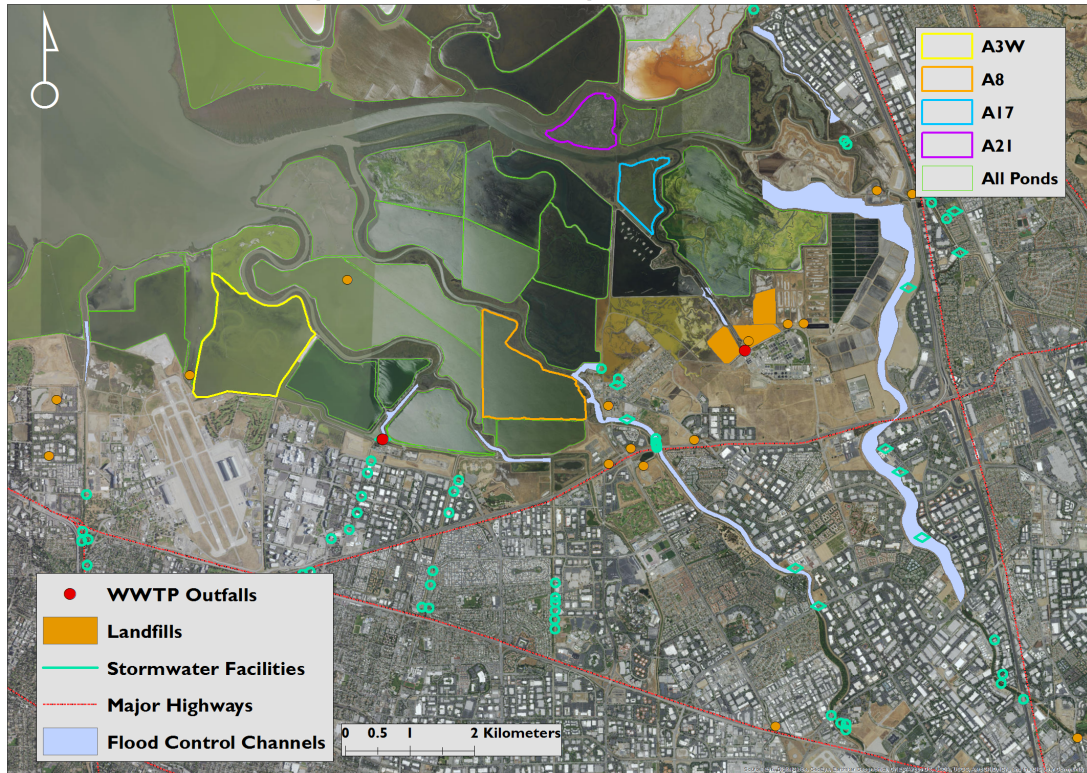 A3W
A8
A17
A21
All Ponds
WWTP Outfalls
Landfills
Stormwater Facilities
Major Highways
Flood Control Channels
0 0.5 1 2 Kilometers